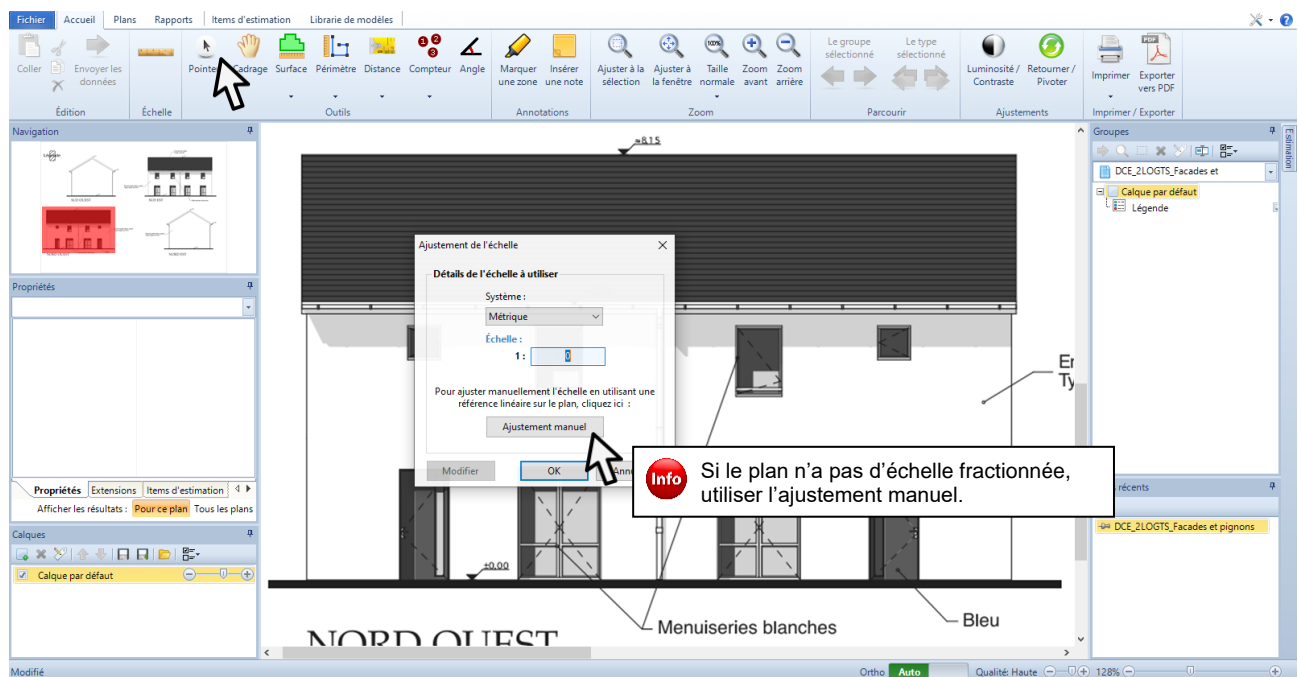 Fichier Accueil Plans Rapports Items d'estimation Librairie de modèles
Coller Envoyer les données
Édition
Échelle
Pointe Cadrage Surface Périmètre Distance Compteur Angle
Outils
Marquer une zone Insérer une note
Annotations
Ajuster à la sélection Ajuster à la fenêtre Taille normale Zoom avant Zoom arrière
100%
Zoom
Le groupe sélectionné Le type sélectionné
Parcourir
Luminosité / Contraste Retourner / Pivoter
Ajustements
Imprimer Exporter vers PDF
PDF
Imprimer / Exporter
Navigation
Propriétés
Propriétés Extensions Items d'estimation
Afficher les résultats : Pour ce plan Tous les plans
Calques
Calque par défaut
≈8.15
Ajustement de l'échelle
Détails de l'échelle à utiliser
Système :
Métrique
Échelle :
1 : 0
Pour ajuster manuellement l'échelle en utilisant une
référence linéaire sur le plan, cliquez ici :
Ajustement manuel
Modifier OK Annu
Info
Si le plan n'a pas d'échelle fractionnée,
utiliser l'ajustement manuel.
±0.00
NORD OUEST
Menuiseries blanches
Bleu
Er
Ty
Groupes
Estimation
DCE_2LOGTS_Facades et
Calque par défaut
Légende
récents
DCE_2LOGTS_Facades et pignons
Modifié
Ortho Auto Qualité: Haute 128%